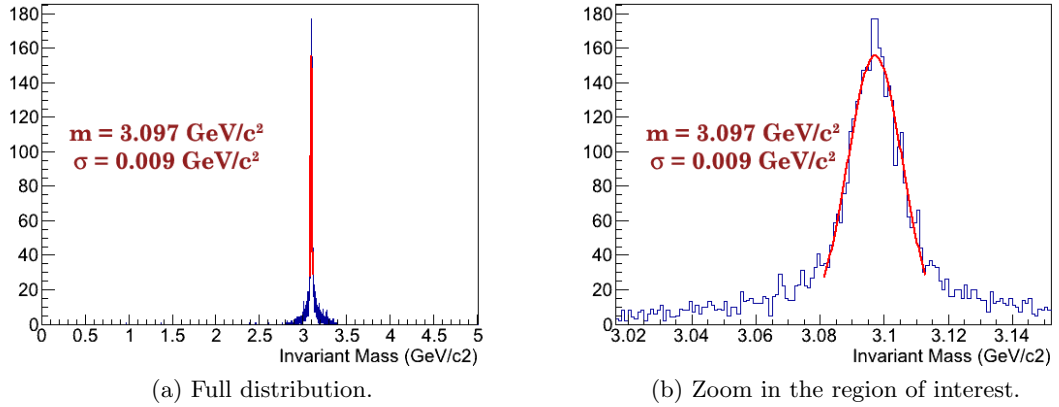 180
160
140
120
100
80
60
40
20
0
m = 3.097 GeV/c²
σ = 0.009 GeV/c²
0 0.5 1 1.5 2 2.5 3 3.5 4 4.5 5
Invariant Mass (GeV/c2)
(a) Full distribution.
180
160
140
120
100
80
60
40
20
0
m = 3.097 GeV/c²
σ = 0.009 GeV/c²
3.02 3.04 3.06 3.08 3.1 3.12 3.14
Invariant Mass (GeV/c2)
(b) Zoom in the region of interest.